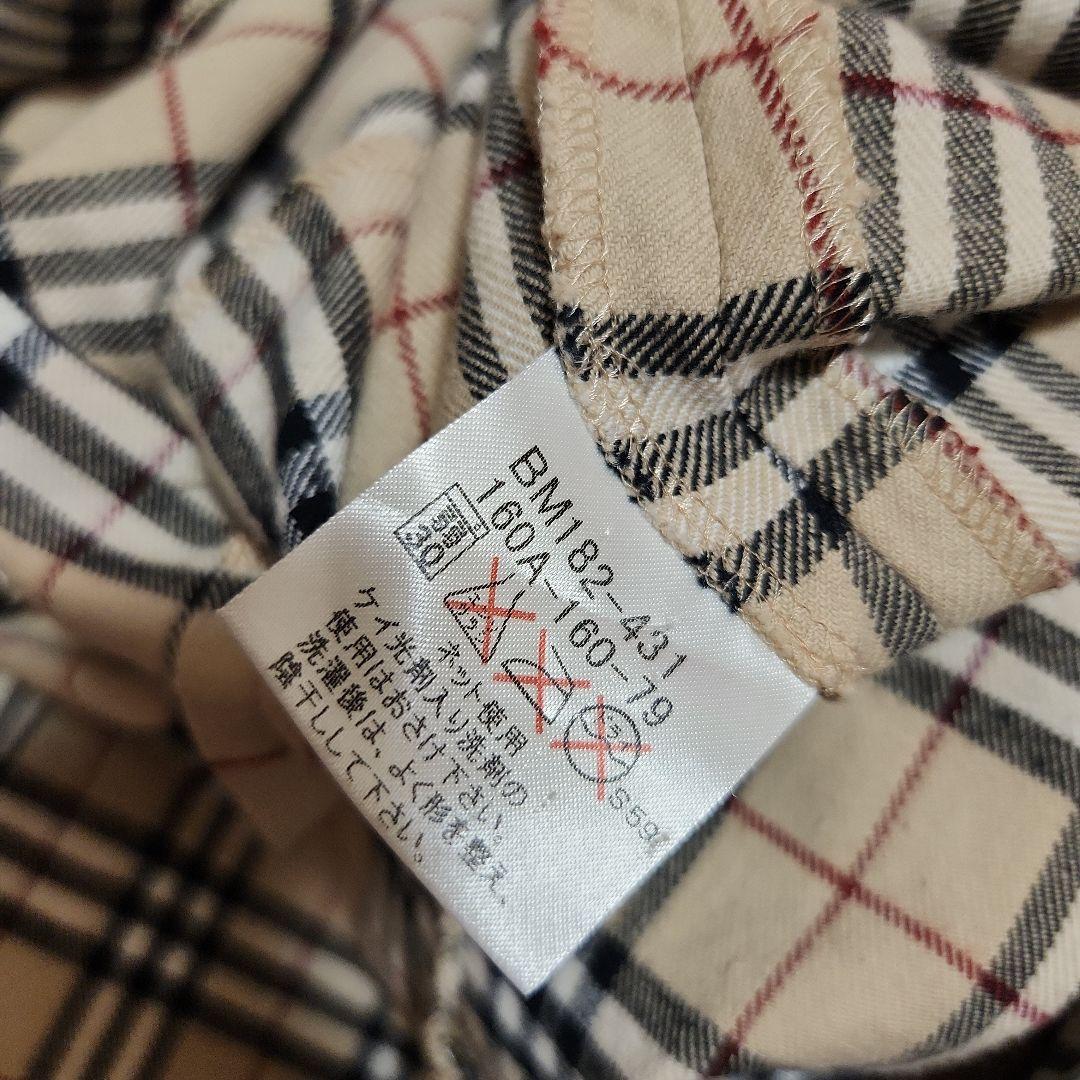 BM182-431
160A-160-79
30
ネット使用
ケイ光剤入り洗剤の
使用はおさけ下さい。
洗濯後は、よく形を整え、
陰干しして下さい。